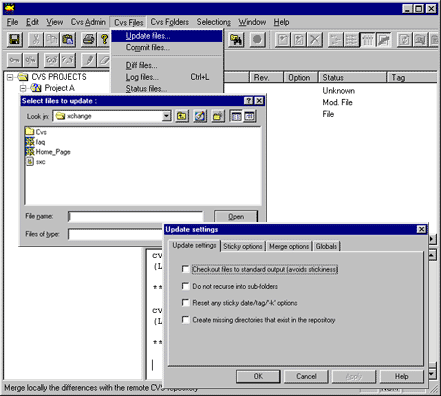 File Edit View Cvs Admin Cvs Files Cvs Folders Selections Window Help
Update files...
Commit files...
Diff files...
Log files... Ctrl+L
Status files...
Rev. Option Status Tag
CVS PROJECTS
Project A
Unknown
Mod. File
File
Select files to update :
Look in: xchange
Cvs
faq
Home_Page
sxc
File name:
Open
Files of type:
Update settings
Update settings Sticky options Merge options Globals
Checkout files to standard output (avoids stickiness)
Do not recurse into sub-folders
Reset any sticky date/tag/'-k' options
Create missing directories that exist in the repository
OK Cancel Apply Help
cv
(L
**
cv
(L
**
Merge locally the differences with the remote CVS repository